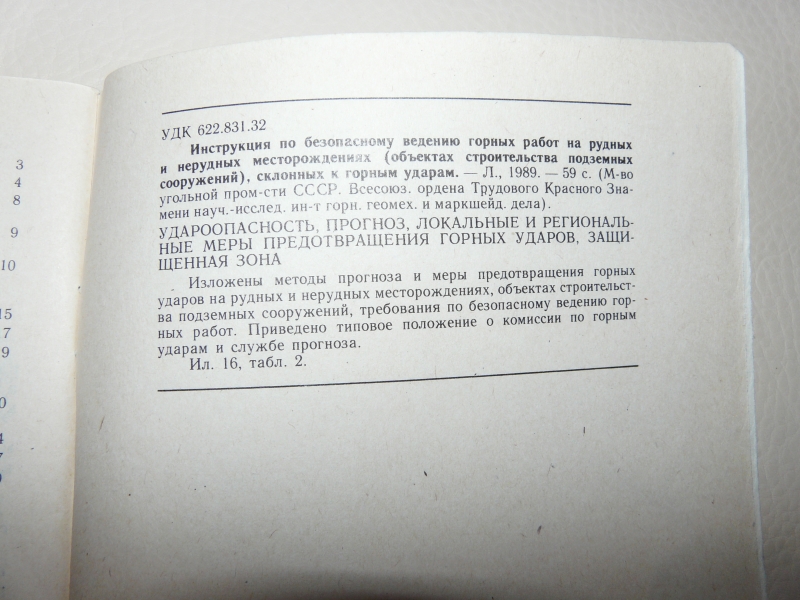 3
4
8
9
10
15
7
9
0
4
7
9
УДК 622.831.32
Инструкция по безопасному ведению горных работ на рудных
и нерудных месторождениях (объектах строительства подземных
сооружений), склонных к горным ударам. — Л., 1989. — 59 с. (М-во
угольной пром-сти СССР. Всесоюз. ордена Трудового Красного Зна-
мени науч.-исслед. ин-т горн. геомех. и маркшейд. дела).
УДАРООПАСНОСТЬ, ПРОГНОЗ, ЛОКАЛЬНЫЕ И РЕГИОНАЛЬ-
НЫЕ МЕРЫ ПРЕДОТВРАЩЕНИЯ ГОРНЫХ УДАРОВ, ЗАЩИ-
ЩЕННАЯ ЗОНА
Изложены методы прогноза и меры предотвращения горных
ударов на рудных и нерудных месторождениях, объектах строительст-
ва подземных сооружений, требования по безопасному ведению гор-
ных работ. Приведено типовое положение о комиссии по горным
ударам и службе прогноза.
Ил. 16, табл. 2.